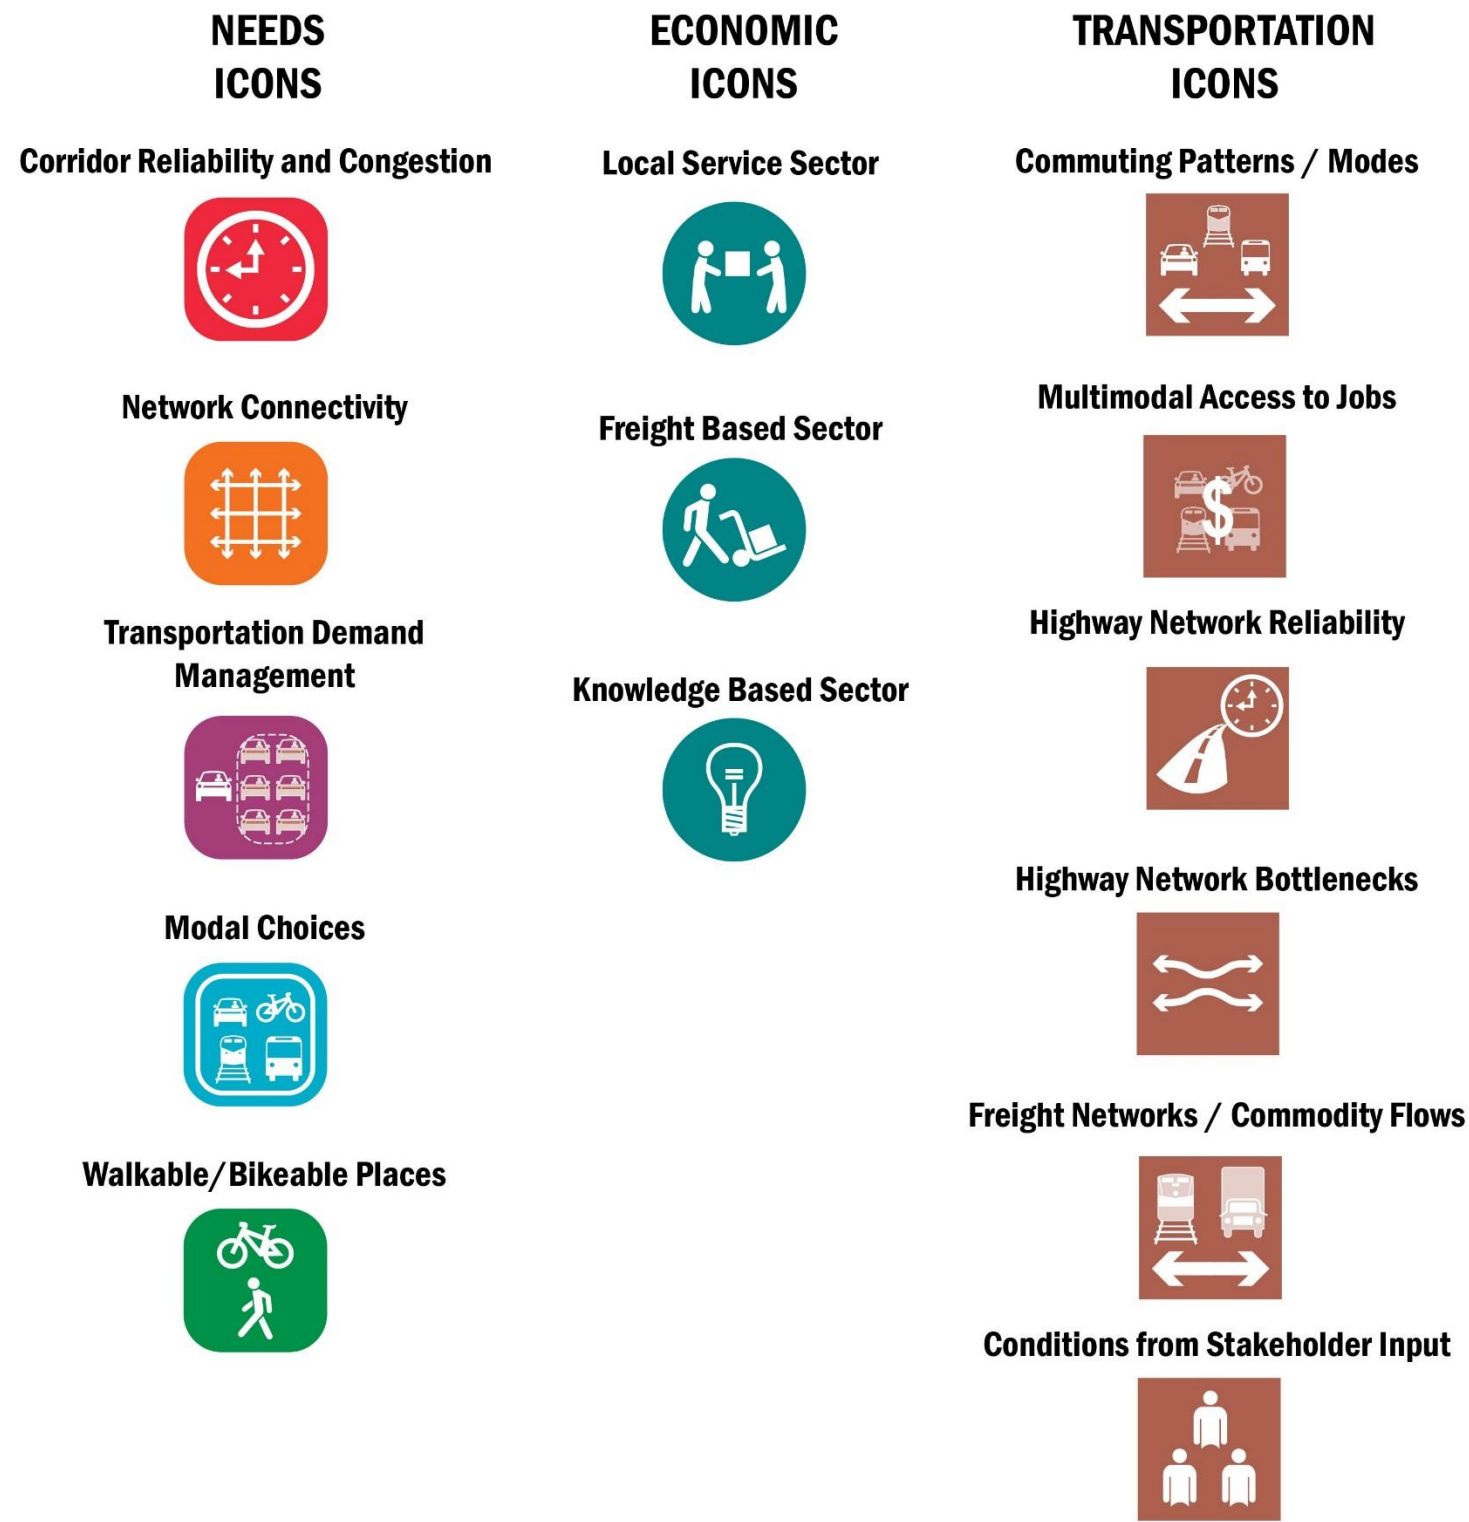 NEEDS
ICONS
Corridor Reliability and Congestion
Network Connectivity
Transportation Demand
Management
Modal Choices
Walkable/Bikeable Places
ECONOMIC
ICONS
Local Service Sector
Freight Based Sector
Knowledge Based Sector
TRANSPORTATION
ICONS
Commuting Patterns / Modes
Multimodal Access to Jobs
$
Highway Network Reliability
Highway Network Bottlenecks
Freight Networks / Commodity Flows
Conditions from Stakeholder Input